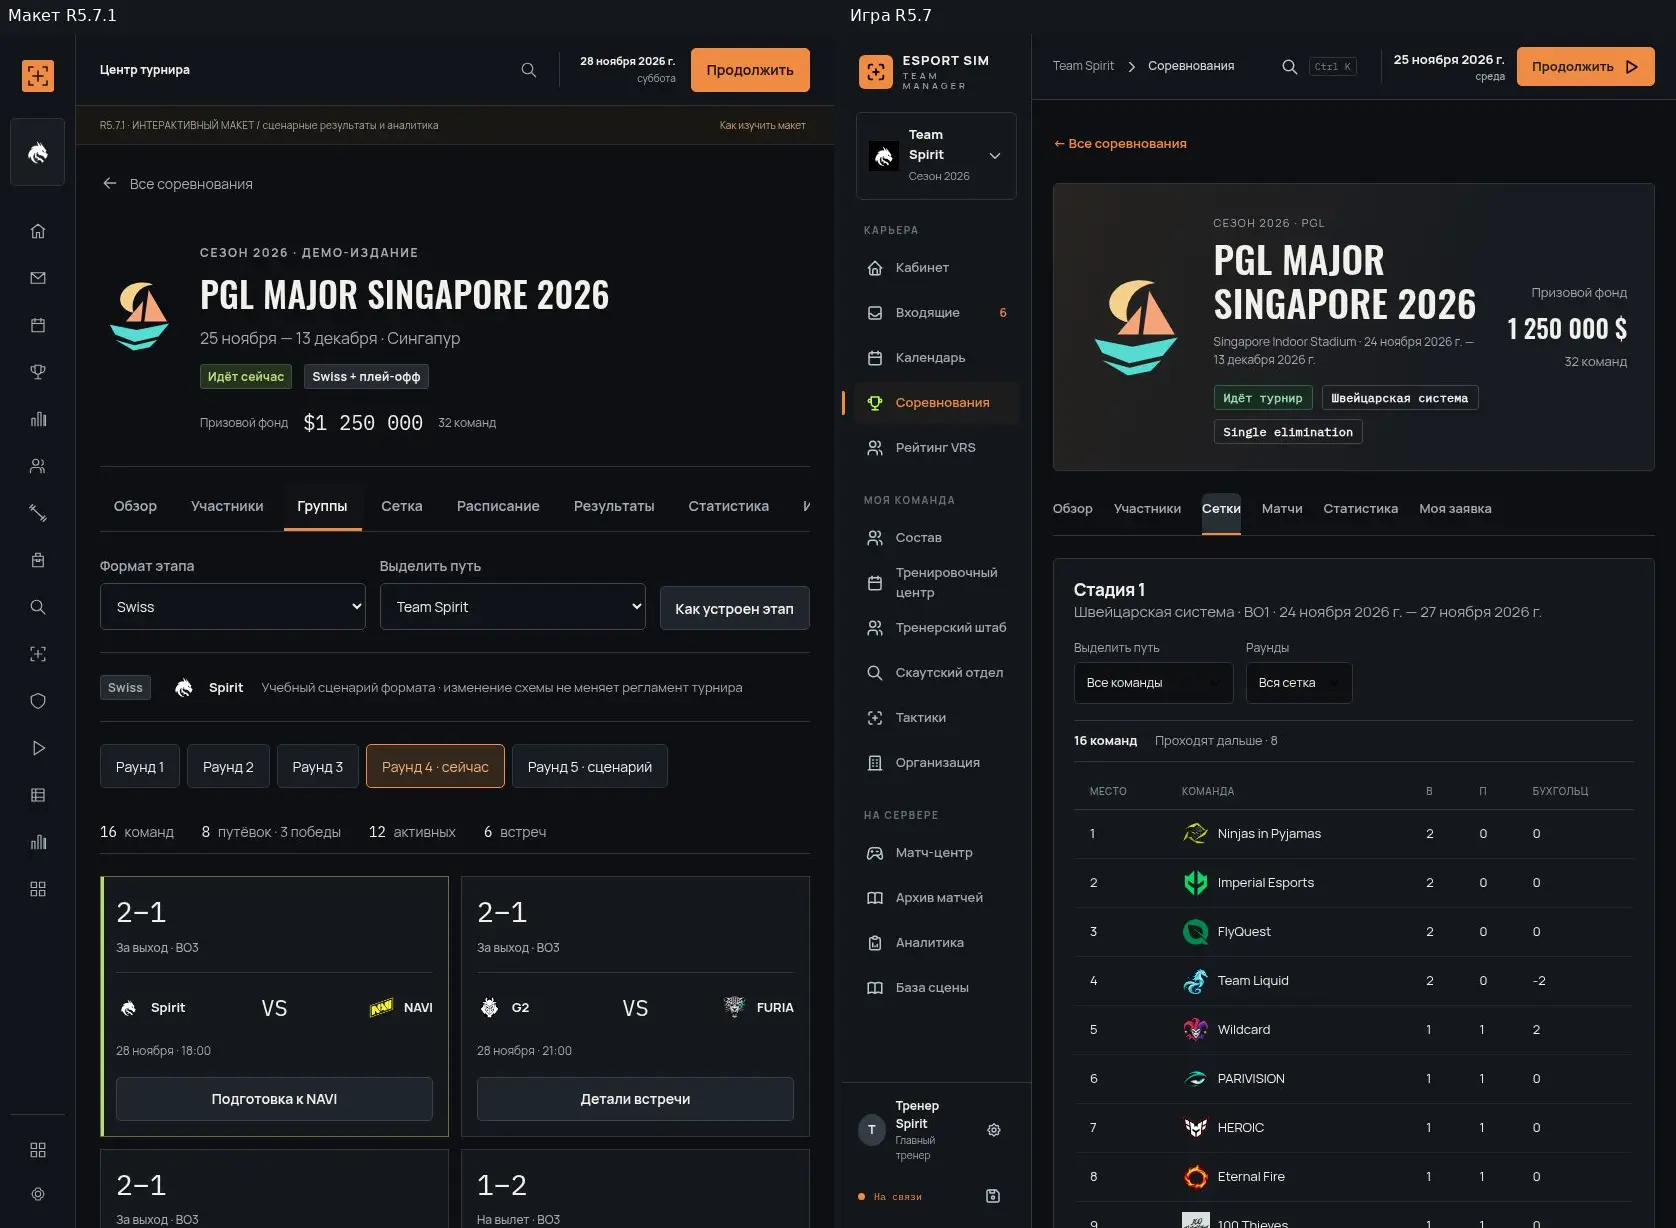 Макет R5.7.1
Центр турнира
28 ноября 2026 г.
суббота
Продолжить
R5.7.1 · ИНТЕРАКТИВНЫЙ МАКЕТ / сценарные результаты и аналитика
Как изучить макет
← Все соревнования
СЕЗОН 2026 · ДЕМО-ИЗДАНИЕ
PGL MAJOR SINGAPORE 2026
25 ноября — 13 декабря · Сингапур
Идёт сейчас
Swiss + плей-офф
Призовой фонд $1 250 000 32 команд
Обзор Участники Группы Сетка Расписание Результаты Статистика
Формат этапа
Выделить путь
Swiss
Team Spirit
Как устроен этап
Swiss
Spirit
Учебный сценарий формата · изменение схемы не меняет регламент турнира
Раунд 1
Раунд 2
Раунд 3
Раунд 4 · сейчас
Раунд 5 · сценарий
16 команд 8 путёвок · 3 победы 12 активных 6 встреч
2–1
За выход · BO3
Spirit VS NAVI
28 ноября · 18:00
Подготовка к NAVI
2–1
За выход · BO3
G2 VS FURIA
28 ноября · 21:00
Детали встречи
2–1
За выход · BO3
1–2
На вылет · BO3
Игра R5.7
ESPORT SIM
TEAM
MANAGER
Team
Spirit
Сезон 2026
КАРЬЕРА
Кабинет
Входящие 6
Календарь
Соревнования
Рейтинг VRS
МОЯ КОМАНДА
Состав
Тренировочный
центр
Тренерский штаб
Скаутский отдел
Тактики
Организация
НА СЕРВЕРЕ
Матч-центр
Архив матчей
Аналитика
База сцены
Тренер
Spirit
Главный
тренер
T
На связи
Team Spirit > Соревнования
Ctrl K
25 ноября 2026 г.
среда
Продолжить
← Все соревнования
СЕЗОН 2026 · PGL
PGL MAJOR
SINGAPORE 2026
Singapore Indoor Stadium · 24 ноября 2026 г. —
13 декабря 2026 г.
Идёт турнир
Швейцарская система
Single elimination
Призовой фонд
1 250 000 $
32 команд
Обзор Участники Сетки Матчи Статистика Моя заявка
Стадия 1
Швейцарская система · BO1 · 24 ноября 2026 г. — 27 ноября 2026 г.
Выделить путь
Раунды
Все команды
Вся сетка
16 команд Проходят дальше · 8
МЕСТО КОМАНДА В П БУХГОЛЬЦ
1 Ninjas in Pyjamas 2 0 0
2 Imperial Esports 2 0 0
3 FlyQuest 2 0 0
4 Team Liquid 2 0 -2
5 Wildcard 1 1 2
6 PARIVISION 1 1 0
7 HEROIC 1 1 0
8 Eternal Fire 1 1 0
9 100 Thieves 1 1 0